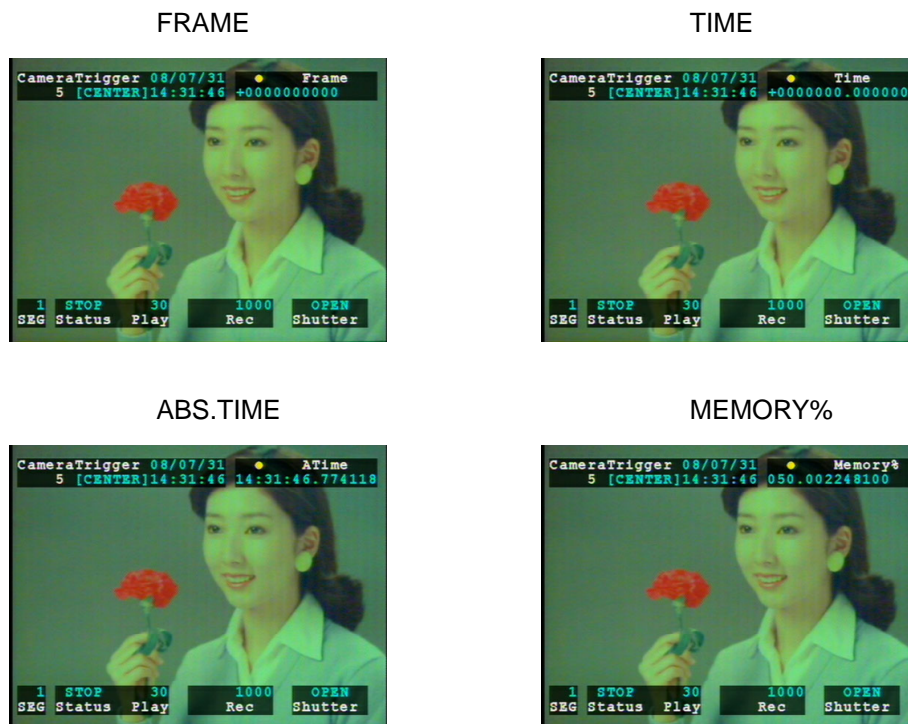 FRAME
TIME
CameraTrigger 08/07/31 Frame
5 [CENTER]14:31:46 +0000000000
1 STOP 30 1000 OPEN
SEG Status Play Rec Shutter
CameraTrigger 08/07/31 Time
5 [CENTER]14:31:46 +0000000.000000
1 STOP 30 1000 OPEN
SEG Status Play Rec Shutter
ABS.TIME
MEMORY%
CameraTrigger 08/07/31 ATime
5 [CENTER]14:31:46 14:31:46.774118
1 STOP 30 1000 OPEN
SEG Status Play Rec Shutter
CameraTrigger 08/07/31 Memory%
5 [CENTER]14:31:46 050.002248100
1 STOP 30 1000 OPEN
SEG Status Play Rec Shutter